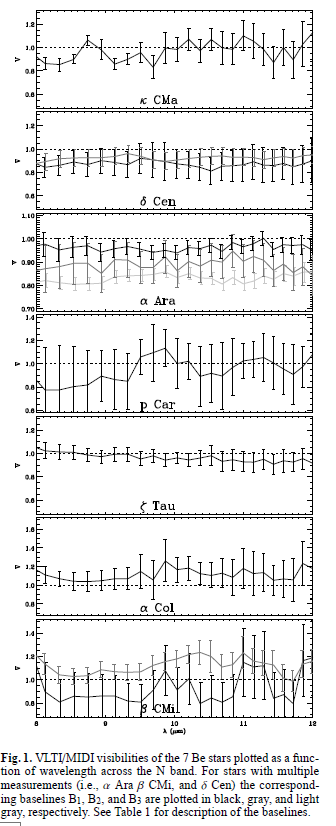 1.2
1.0
0.8
0.6
V
κ CMa
1.2
1.0
0.8
0.6
V
δ Cen
1.10
1.00
0.90
0.80
0.70
V
α Ara
1.4
1.2
1.0
0.8
0.6
V
p Car
1.2
1.0
0.8
0.6
V
ζ Tau
1.4
1.2
1.0
0.8
V
α Col
1.4
1.2
1.0
0.8
V
β CMi
8 9 10 11 12
λ (μm)
Fig. 1. VLTI/MIDI visibilities of the 7 Be stars plotted as a func-
tion of wavelength across the N band. For stars with multiple
measurements (i.e., α Ara β CMi, and δ Cen) the correspond-
ing baselines B1, B2, and B3 are plotted in black, gray, and light
gray, respectively. See Table 1 for description of the baselines.